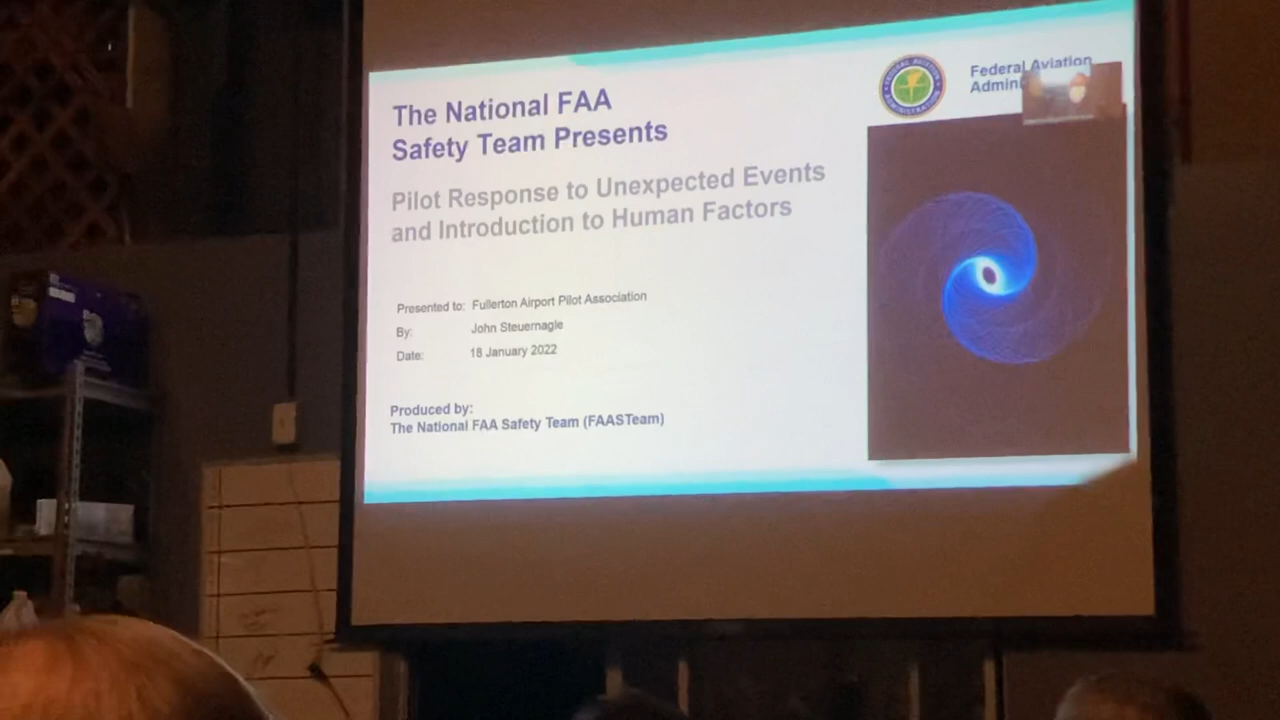 The National FAA
Safety Team Presents
Federal Aviation
Pilot Response to Unexpected Events
and Introduction to Human Factors
Presented to: Fullerton Airport Pilot Association
By: John Steuernagle
Date: 18 January 2022
Produced by:
The National FAA Safety Team (FAASTeam)